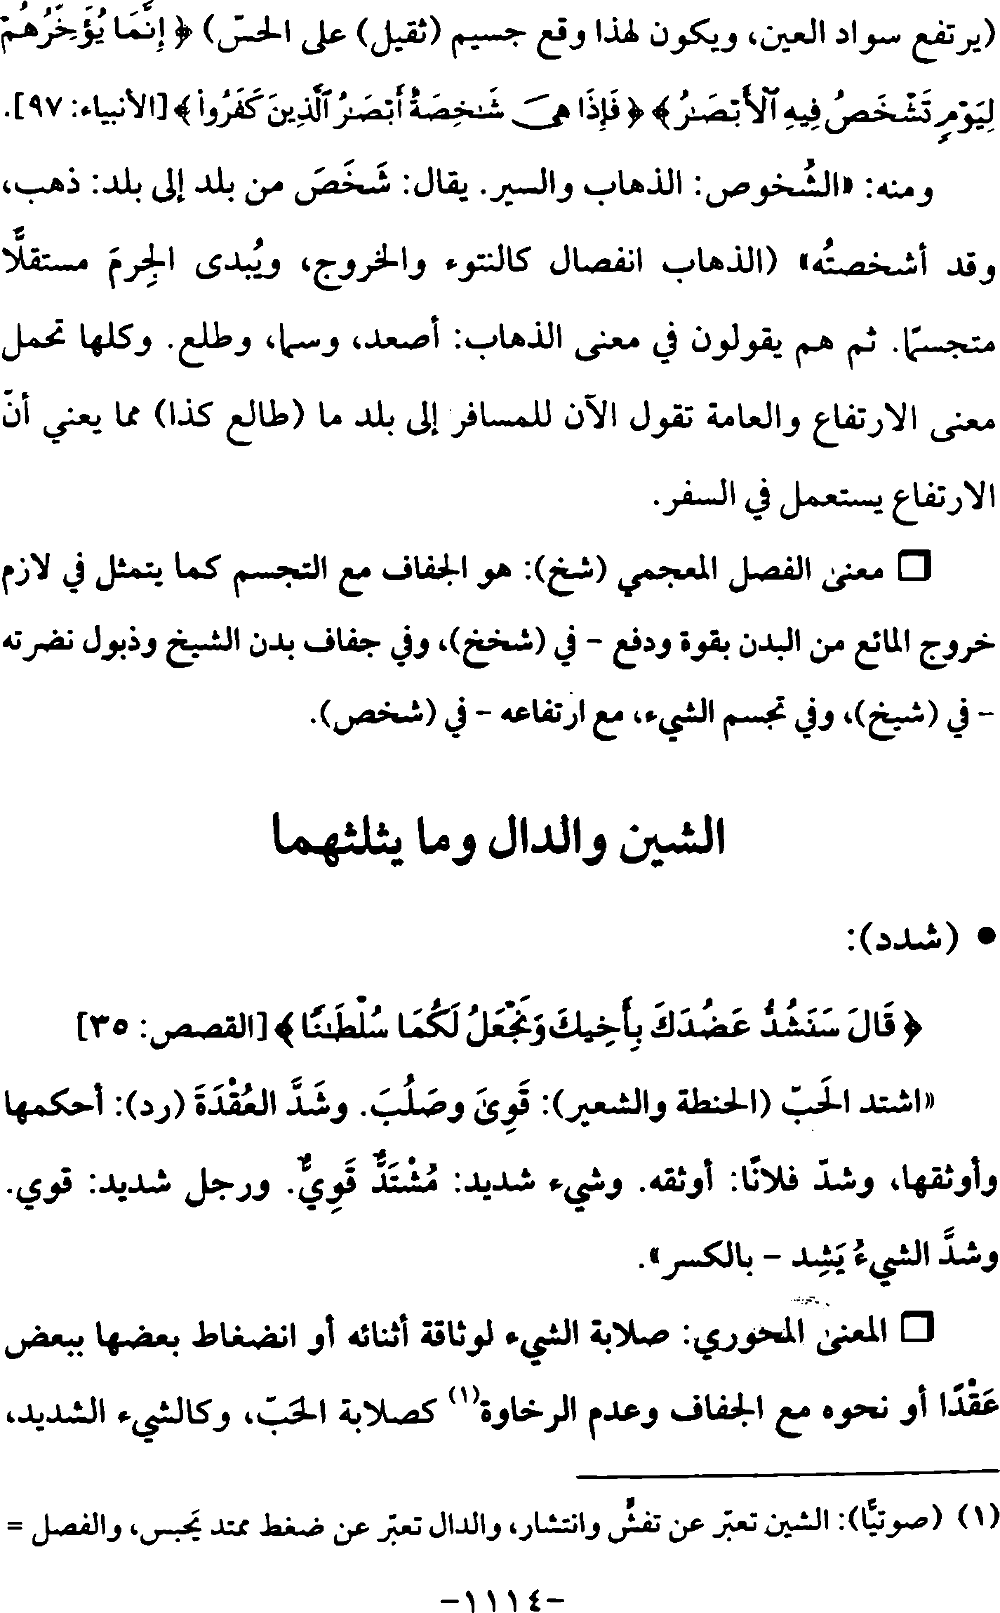 (يرتفع سواد العين، ويكون لهذا وقع جسيم (ثقيل) على الحسّ) ﴿إِنَّمَا يُؤَخِّرُهُمْ
لِيَوْمٍ تَشْخَصُ فِيهِ ٱلْأَبْصَٰرُ﴾ ﴿فَإِذَا هِىَ شَٰخِصَةٌ أَبْصَٰرُ ٱلَّذِينَ كَفَرُوا۟﴾ [الأنبياء: ٩٧].
ومنه: «الشُّخوص: الذهاب والسير. يقال: شَخَصَ من بلد إلى بلد: ذهب،
وقد أشخصتُه» (الذهاب انفصال كالنتوء والخروج، ويُبدى الجِرمَ مستقلًّا
متجسمًا. ثم هم يقولون في معنى الذهاب: أصعد، وسما، وطلع. وكلها تحمل
معنى الارتفاع والعامة تقول الآن للمسافر إلى بلد ما (طالع كذا) مما يعني أنّ
الارتفاع يستعمل في السفر.
□ معنى الفصل المعجمي (شخ): هو الجفاف مع التجسم كما يتمثل في لازم
خروج المائع من البدن بقوة ودفع - في (شخخ)، وفي جفاف بدن الشيخ وذبول نضرته
- في (شيخ)، وفي تجسم الشيء، مع ارتفاعه - في (شخص).
الشين والدال وما يثلثهما
• (شدد):
﴿قَالَ سَنَشُدُّ عَضُدَكَ بِأَخِيكَ وَنَجْعَلُ لَكُمَا سُلْطَٰنًا﴾ [القصص: ٣٥]
«اشتد الحَبّ (الحنطة والشعير): قَوِىَ وصَلُبَ. وشَدَّ العُقْدَةَ (رد): أحكمها
وأوثقها، وشدّ فلانًا: أوثقه. وشيء شديد: مُشْتَدٌّ قَوِيٌّ. ورجل شديد: قوي.
وشدَّ الشيءُ يَشِد - بالكسر».
□ المعنى المحوري: صلابة الشيء لوثاقة أثنائه أو انضغاط بعضها ببعض
عَقْدًا أو نحوه مع الجفاف وعدم الرخاوة(١) كصلابة الحَبّ، وكالشيء الشديد،
(١) (صوتيًّا): الشين تعبّر عن تفشٍّ وانتشار، والدال تعبّر عن ضغط ممتد يَحبس، والفصل =
-١١١٤-